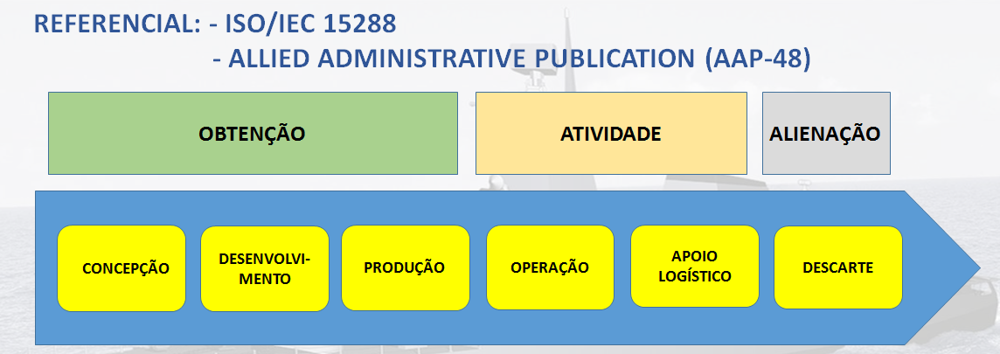 REFERENCIAL: - ISO/IEC 15288
- ALLIED ADMINISTRATIVE PUBLICATION (AAP-48)
OBTENÇÃO
ATIVIDADE
ALIENAÇÃO
CONCEPÇÃO
DESENVOLVI-
MENTO
PRODUÇÃO
OPERAÇÃO
APOIO
LOGÍSTICO
DESCARTE